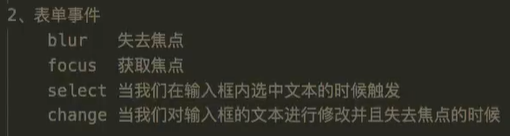 2、表单事件
blur 失去焦点
focus 获取焦点
select 当我们在输入框内选中文本的时候触发
change 当我们对输入框的文本进行修改并且失去焦点的时候